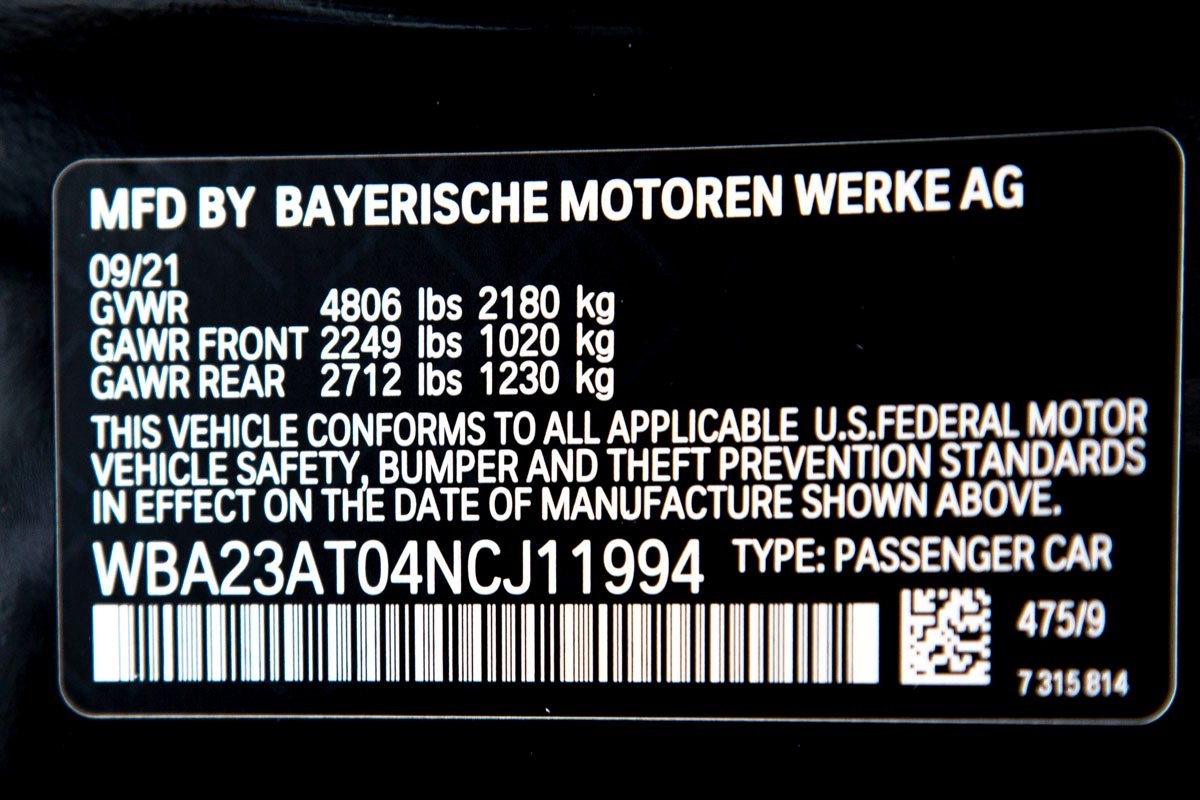 MFD BY BAYERISCHE MOTOREN WERKE AG
09/21
GVWR 4806 lbs 2180 kg
GAWR FRONT 2249 lbs 1020 kg
GAWR REAR 2712 lbs 1230 kg
THIS VEHICLE CONFORMS TO ALL APPLICABLE U.S.FEDERAL MOTOR
VEHICLE SAFETY, BUMPER AND THEFT PREVENTION STANDARDS
IN EFFECT ON THE DATE OF MANUFACTURE SHOWN ABOVE.
WBA23AT04NCJ11994 TYPE: PASSENGER CAR
475/9
7 315 814